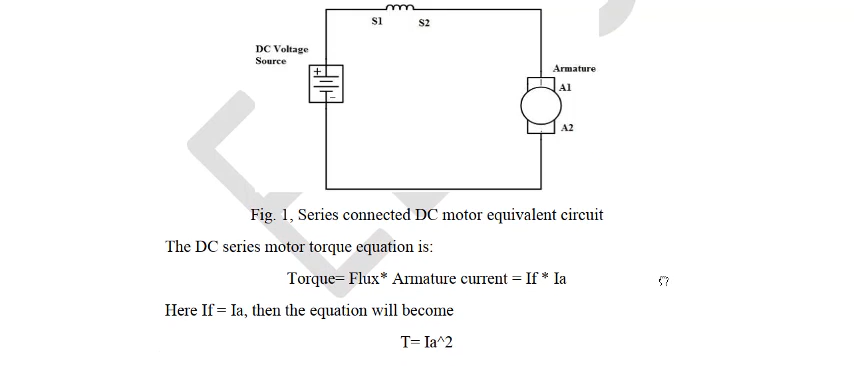 S1 S2
DC Voltage
Source
+
−
Armature
A1
A2
Fig. 1, Series connected DC motor equivalent circuit
The DC series motor torque equation is:
Torque= Flux* Armature current = If * Ia
Here If = Ia, then the equation will become
T= Ia^2